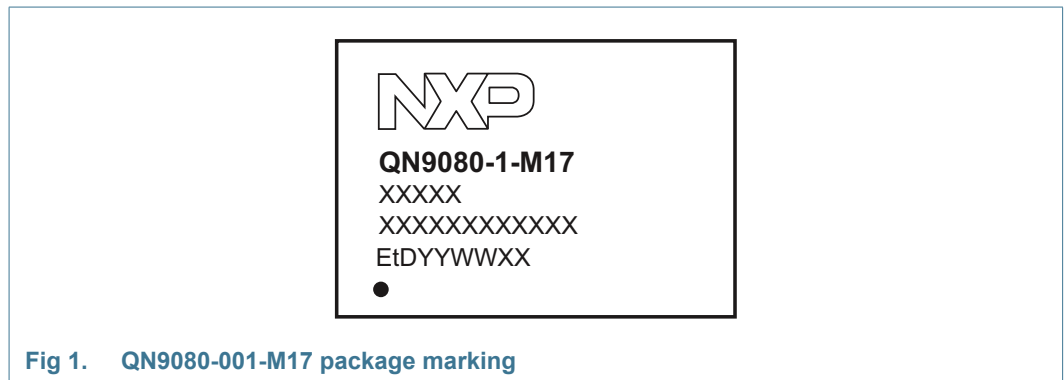 NXP
QN9080-1-M17
XXXXX
XXXXXXXXXXXX
EtDYYWWXX
Fig 1. QN9080-001-M17 package marking